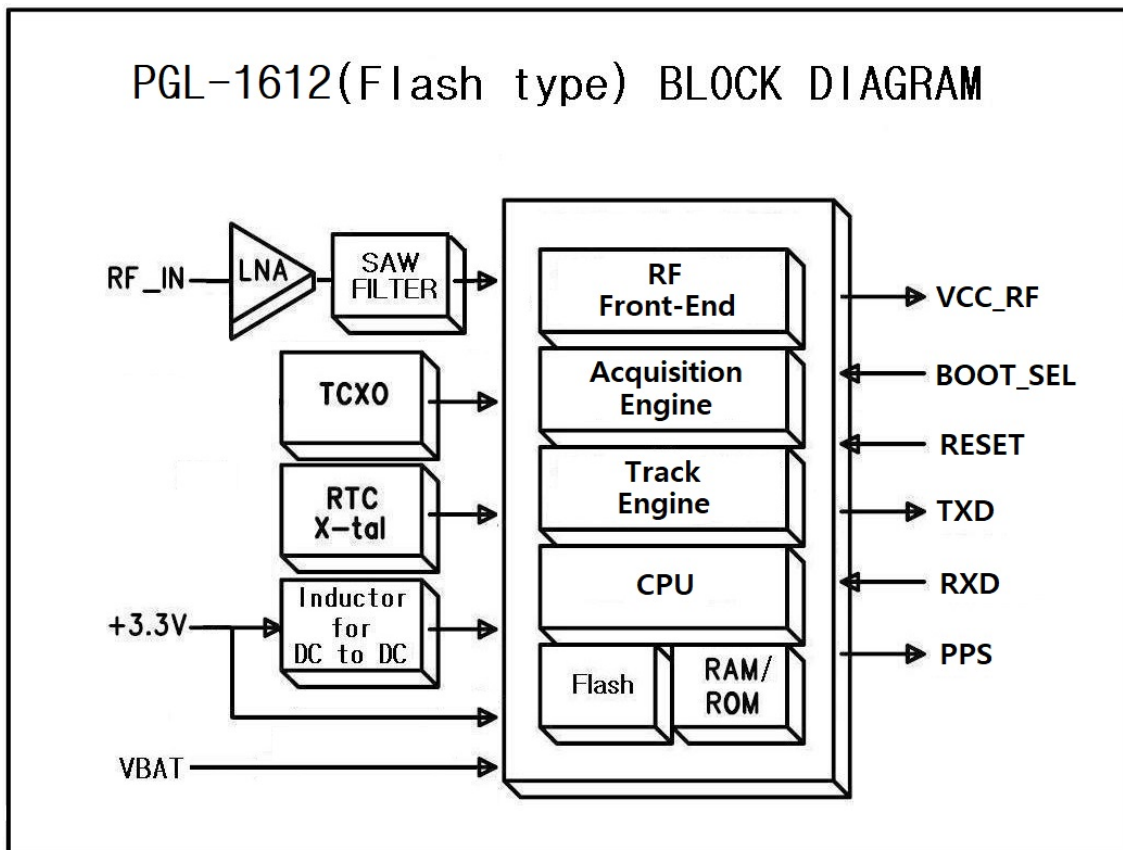 PGL-1612(Flash type) BLOCK DIAGRAM
RF_IN
LNA
SAW
FILTER
TCXO
RTC
X-tal
+3.3V
Inductor
for
DC to DC
VBAT
RF
Front-End
Acquisition
Engine
Track
Engine
CPU
Flash
RAM/
ROM
VCC_RF
BOOT_SEL
RESET
TXD
RXD
PPS